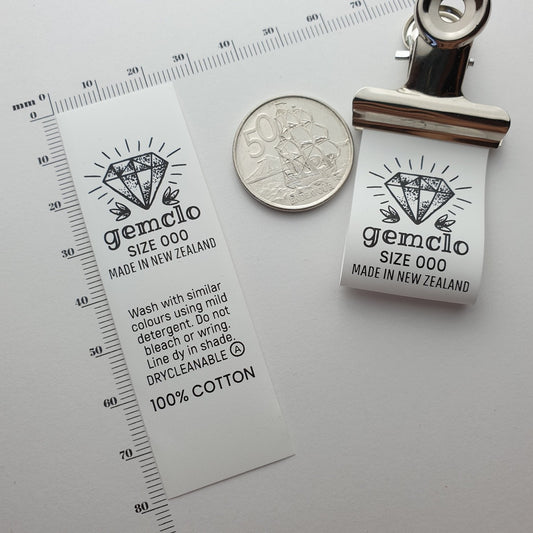 mm 0 10 20 30 40 50 60 70
0
10
20
30
40
50
60
70
80
gemclo
SIZE 000
MADE IN NEW ZEALAND
Wash with similar
colours using mild
detergent. Do not
bleach or wring.
Line dy in shade.
DRYCLEANABLE A
100% COTTON
50
gemclo
SIZE 000
MADE IN NEW ZEALAND